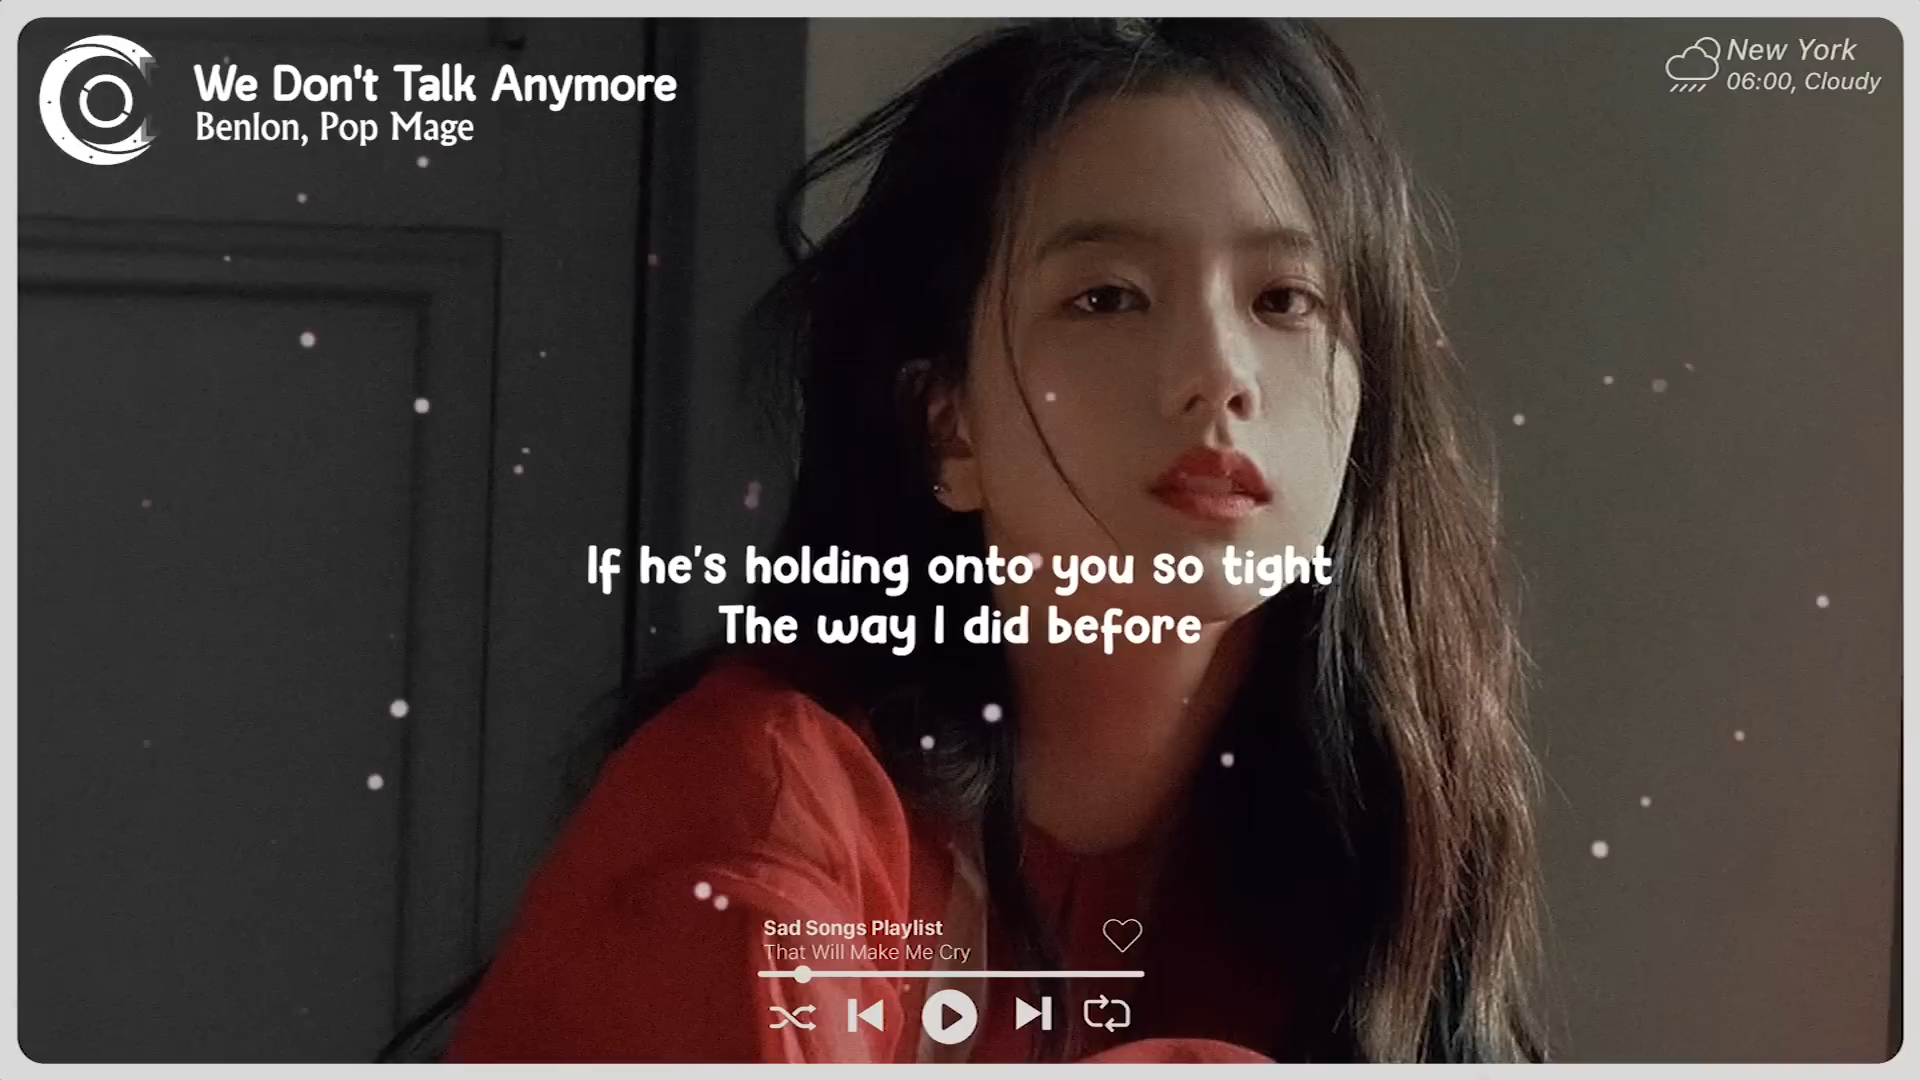 We Don't Talk Anymore
Benlon, Pop Mage
New York
06:00, Cloudy
If he's holding onto you so tight
The way I did before
Sad Songs Playlist
That Will Make Me Cry